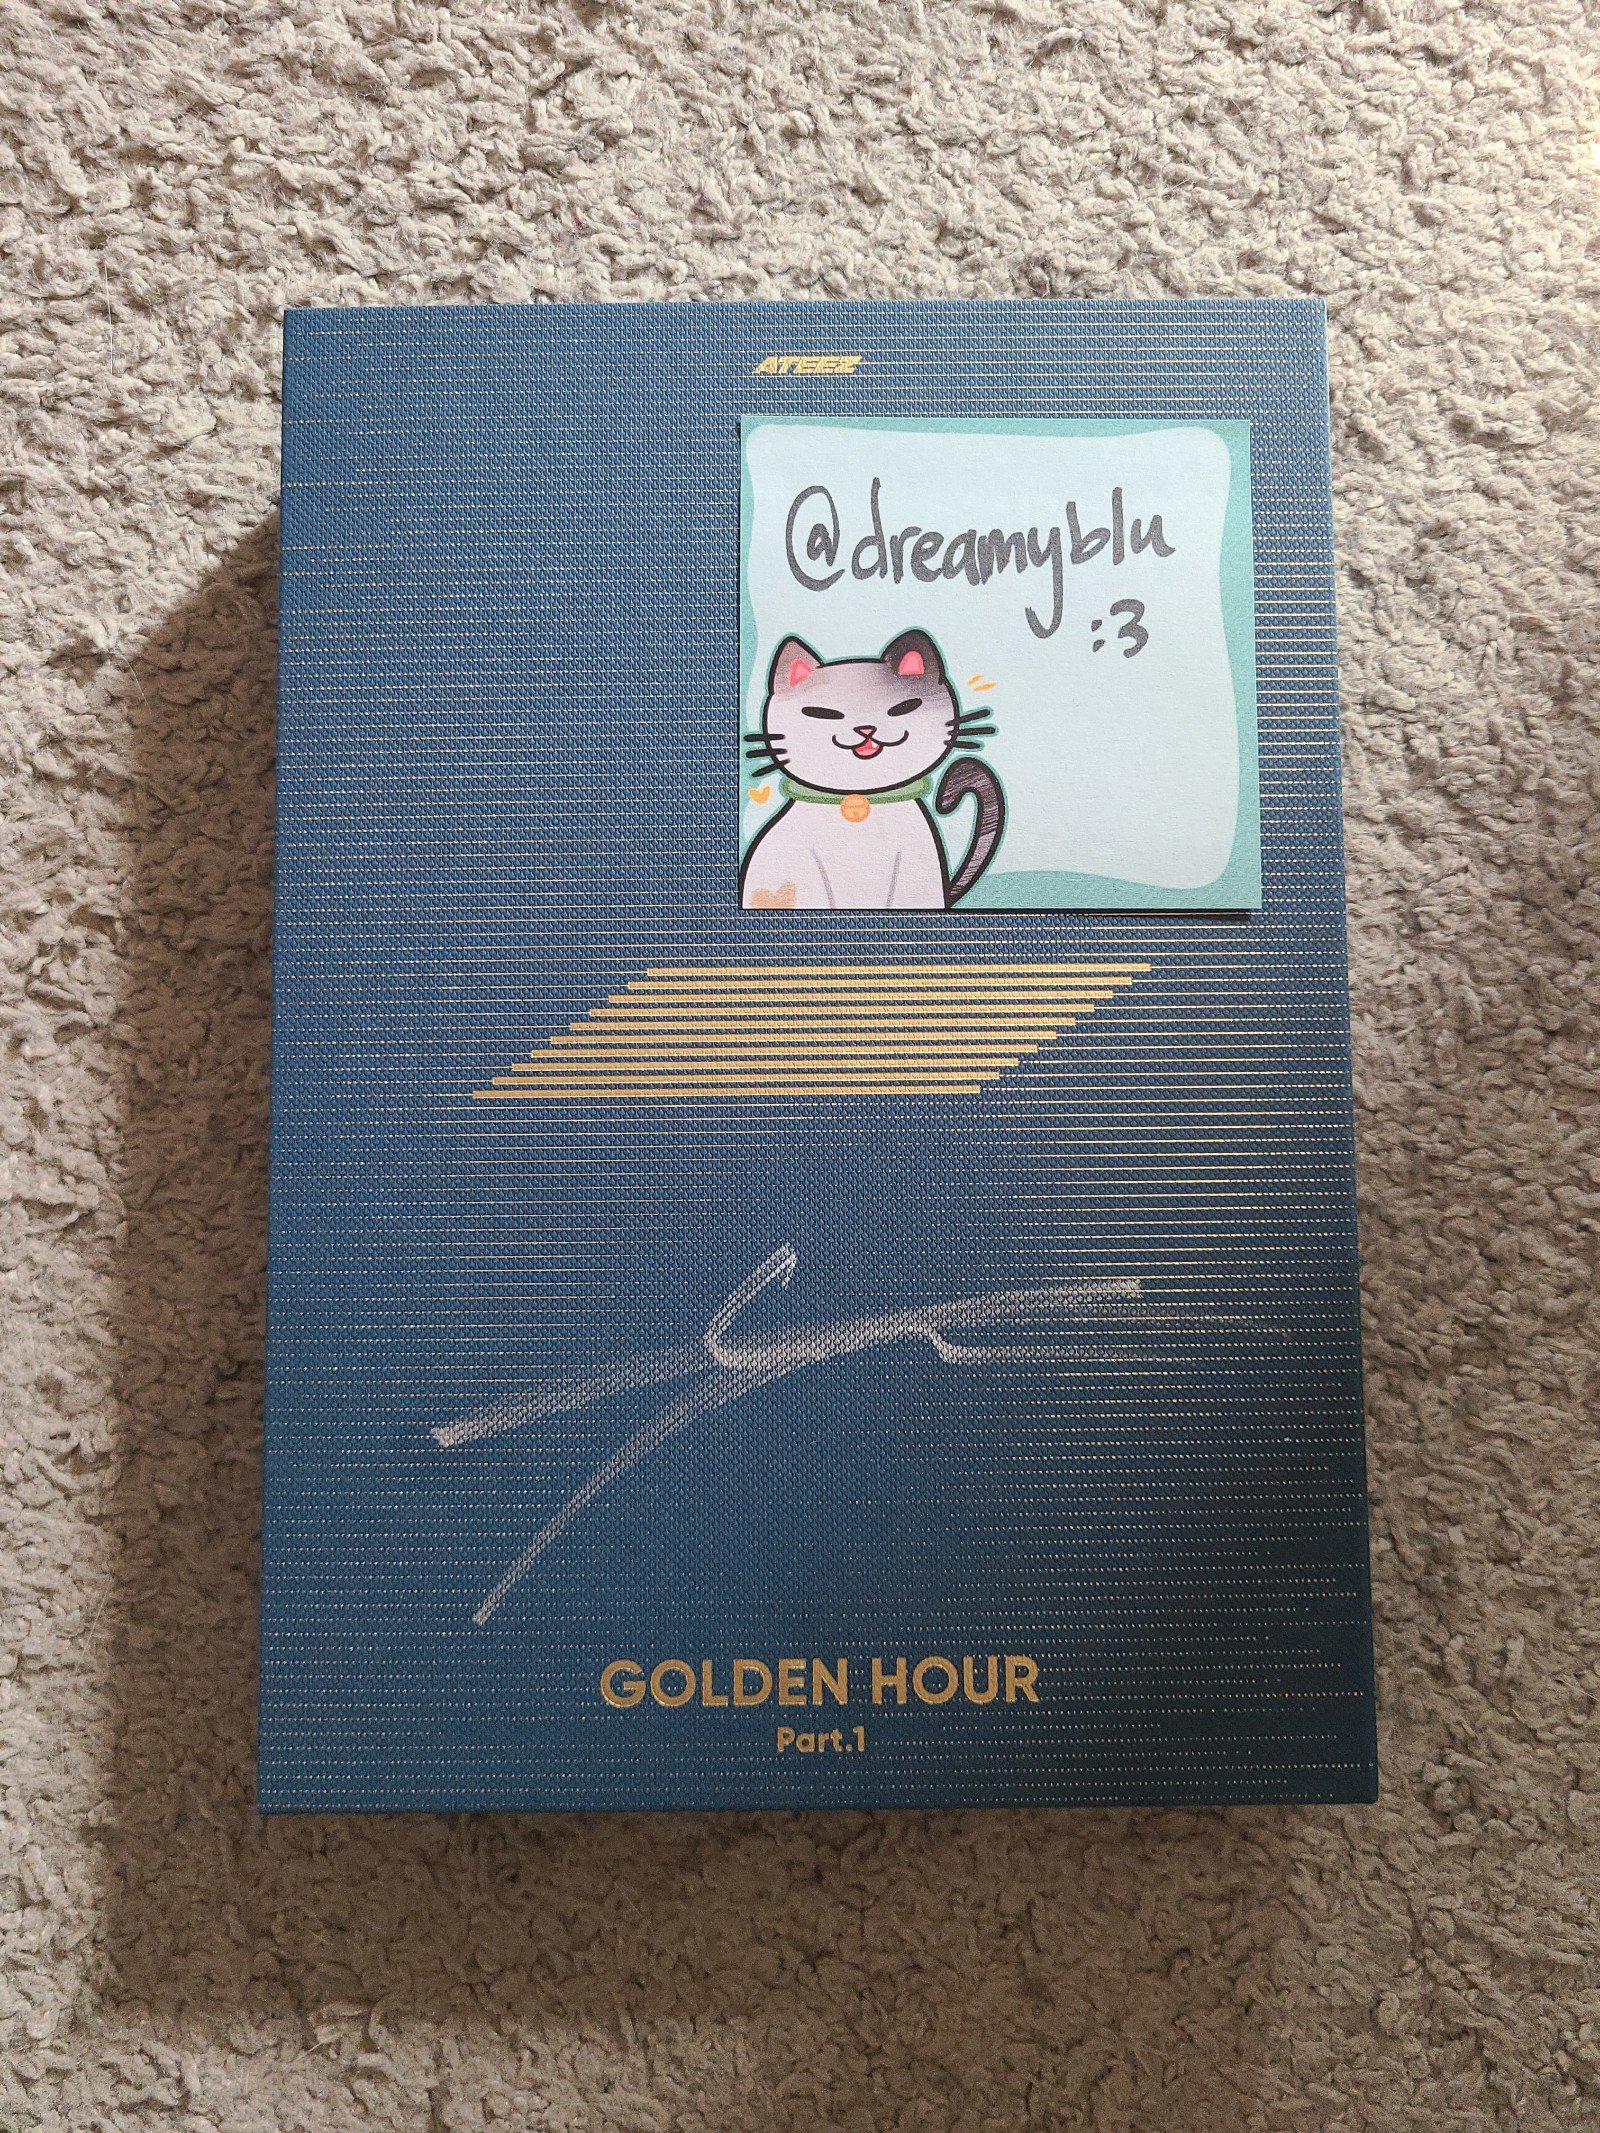 ATEEZ
@dreamyblu
:3
GOLDEN HOUR
Part.1